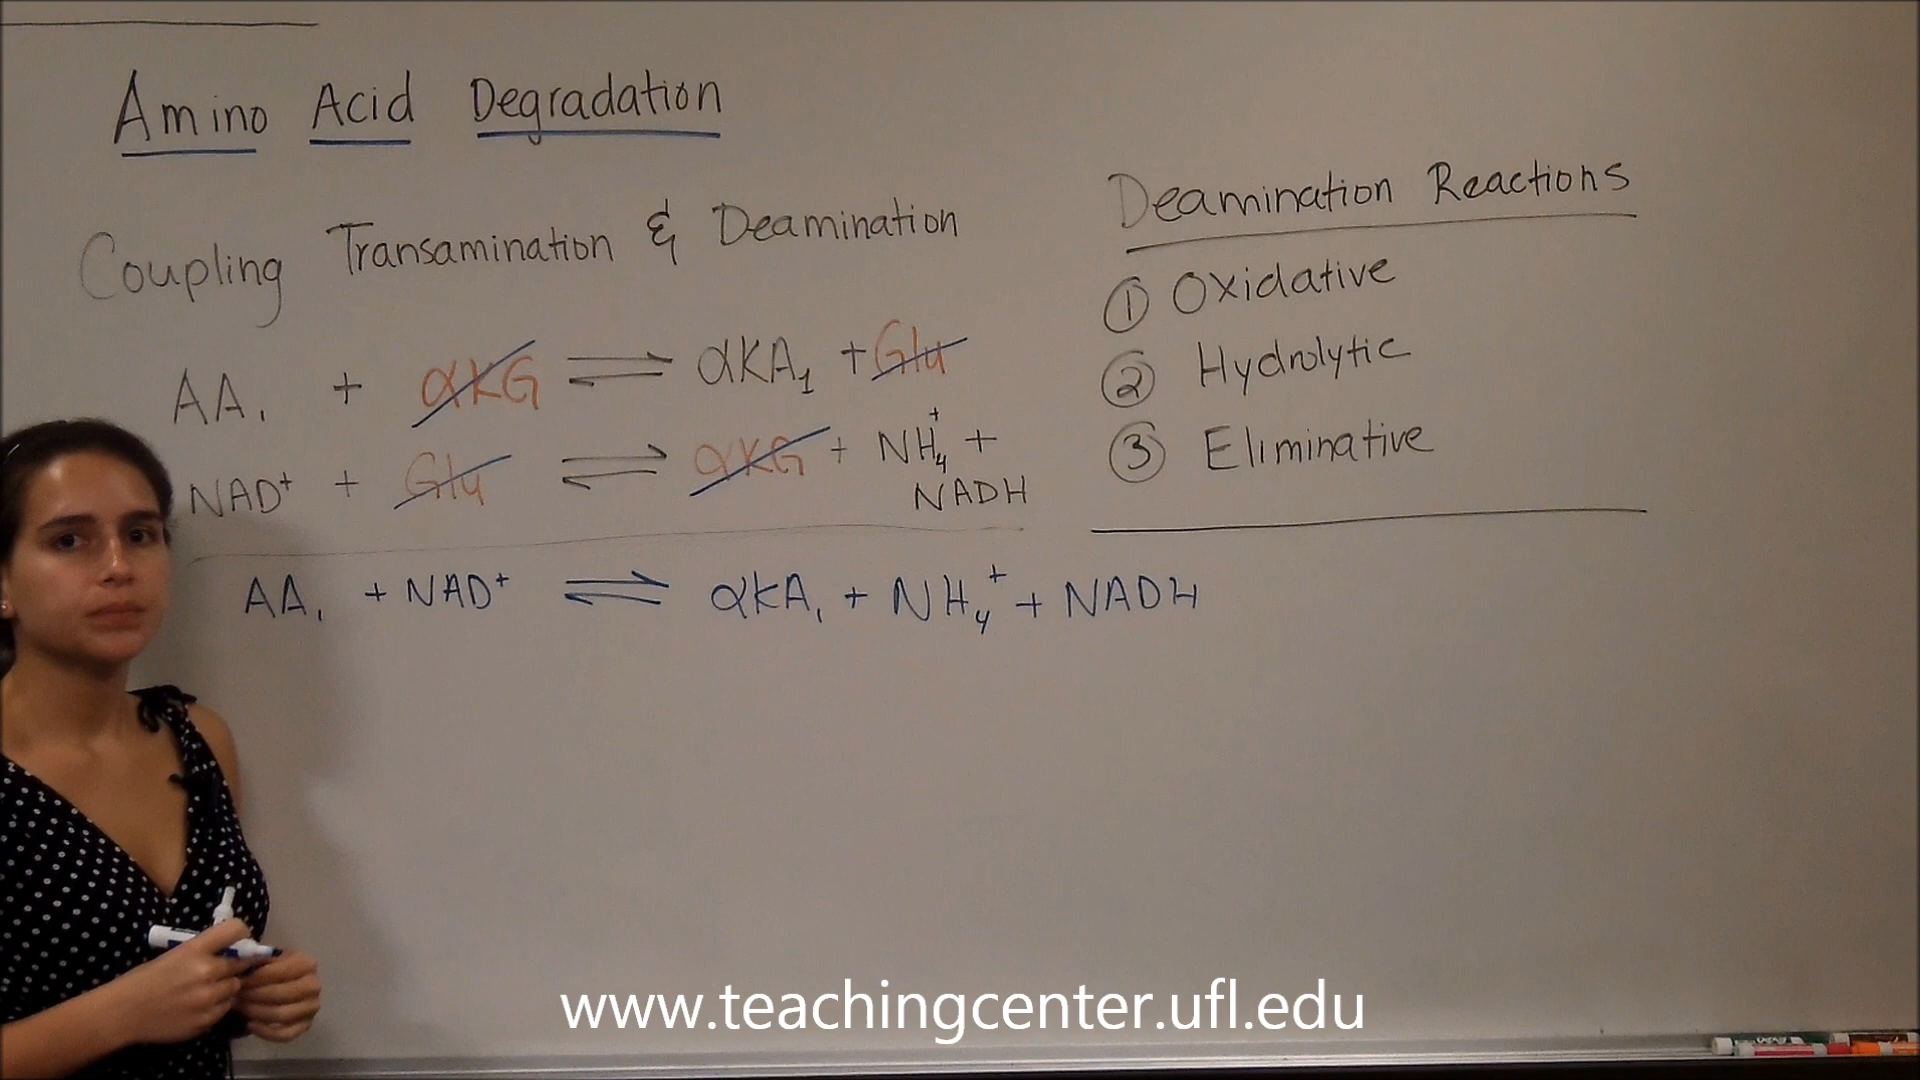 Amino Acid Degradation
Coupling Transamination & Deamination
AA₁ + αKG ⇌ αKA₁ + Glu
NAD⁺ + Glu ⇌ αKG + NH₄⁺ +
NADH
AA₁ + NAD⁺ ⇌ αKA₁ + NH₄⁺ + NADH
Deamination Reactions
① Oxidative
② Hydrolytic
③ Eliminative
www.teachingcenter.ufl.edu